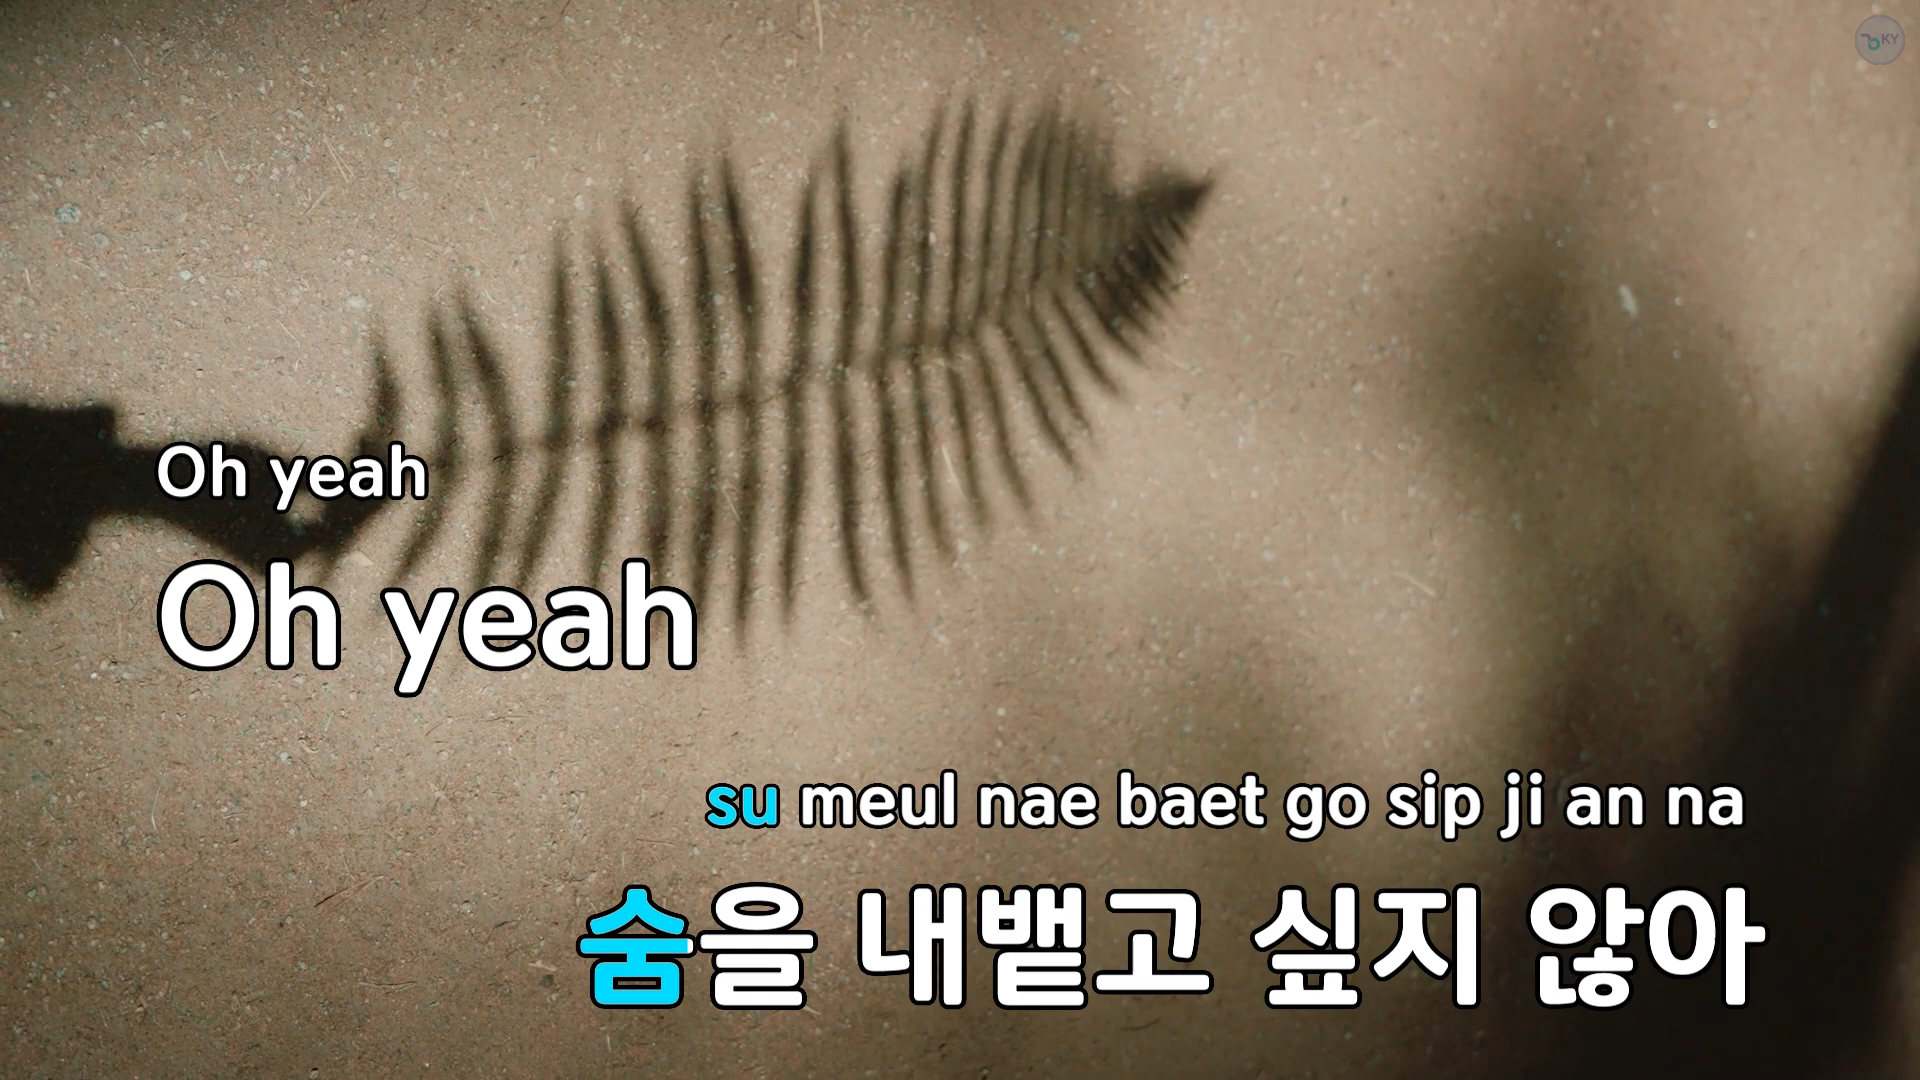 KY
Oh yeah
Oh yeah
su meul nae baet go sip ji an na
숨을 내뱉고 싶지 않아